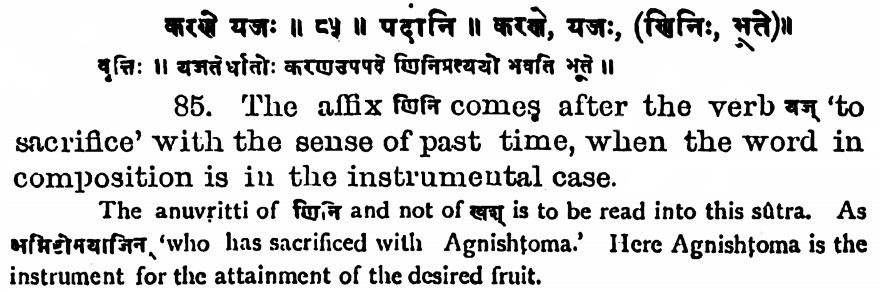 करणे यजः ॥ ८५ ॥ पदानि ॥ करणे, यजः, (णिनिः, भूते)॥
वृत्तिः ॥ यजतेर्धातोः करणउपपदे णिनिप्रत्ययो भवति भूते ॥
85. The affix णिनि comes after the verb यज् 'to
sacrifice' with the sense of past time, when the word in
composition is in the instrumental case.
The anuvṛitti of णिनि and not of खश् is to be read into this sûtra. As
अग्निष्टोमयाजिन् 'who has sacrificed with Agnishṭoma.' Here Agnishṭoma is the
instrument for the attainment of the desired fruit.